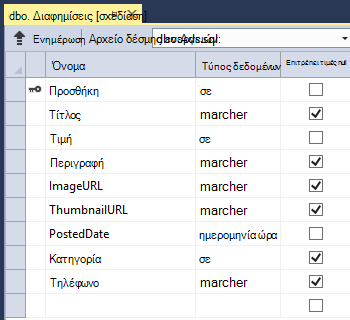 dbo. Διαφημίσεις [σχεδίαση]
Ενημέρωση Αρχείο δέσμης ενεργειών: dbo.Ads.sql
Όνομα Τύπος δεδομένων Επιτρέπει τιμές null
Προσθήκη σε
Τίτλος marcher
Τιμή σε
Περιγραφή marcher
ImageURL marcher
ThumbnailURL marcher
PostedDate ημερομηνία ώρα
Κατηγορία σε
Τηλέφωνο marcher